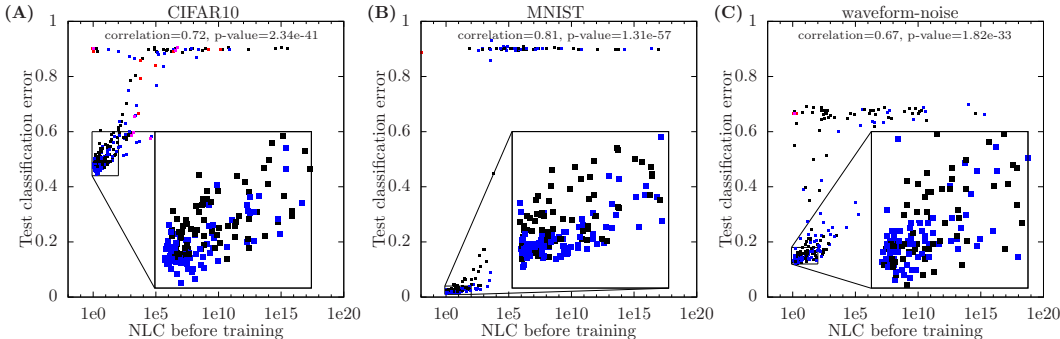 (A) CIFAR10
correlation=0.72, p-value=2.34e-41
Test classification error
1
0.8
0.6
0.4
0.2
0
1e0 1e5 1e10 1e15 1e20
NLC before training
(B) MNIST
correlation=0.81, p-value=1.31e-57
Test classification error
1
0.8
0.6
0.4
0.2
0
1e0 1e5 1e10 1e15 1e20
NLC before training
(C) waveform-noise
correlation=0.67, p-value=1.82e-33
Test classification error
1
0.8
0.6
0.4
0.2
0
1e0 1e5 1e10 1e15 1e20
NLC before training